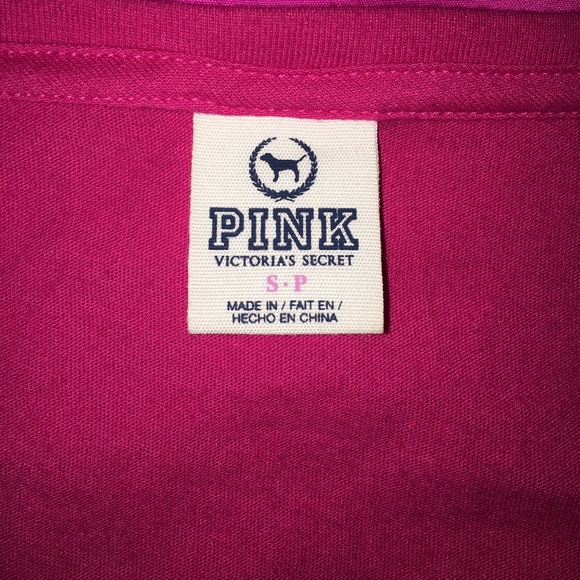 PINK
VICTORIA'S SECRET
S·P
MADE IN / FAIT EN /
HECHO EN CHINA